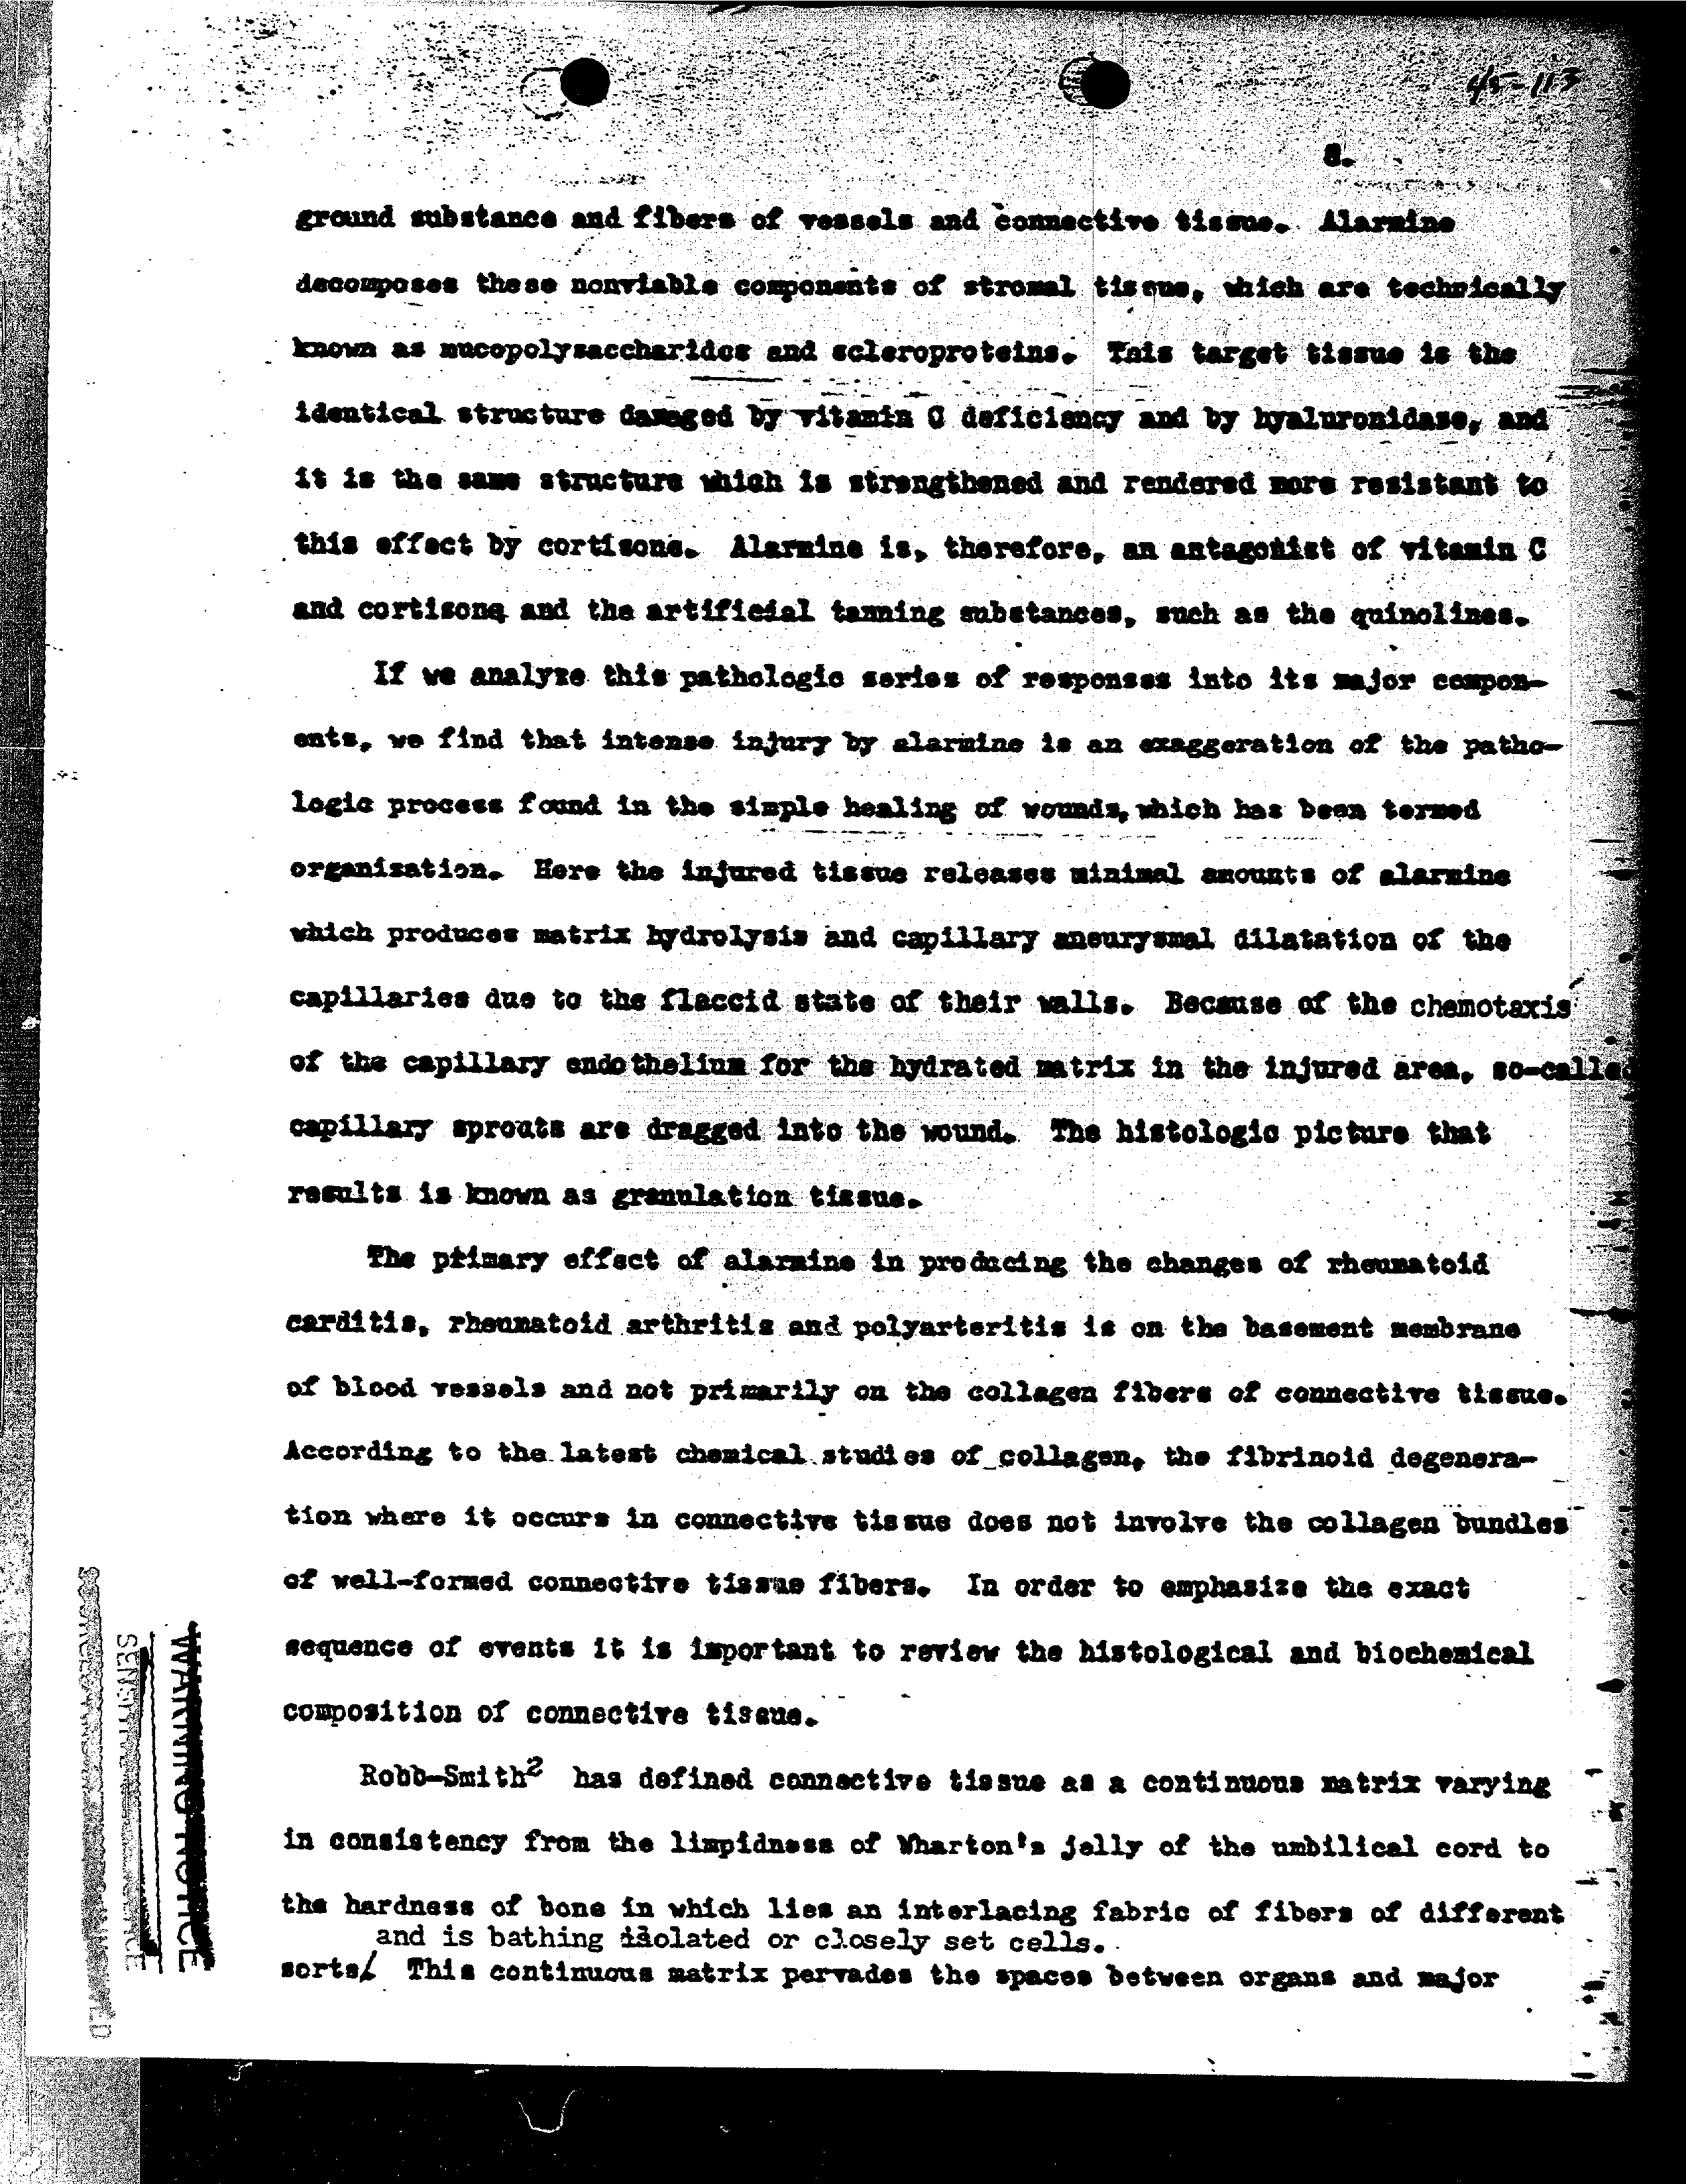 45-113
8.
ground substance and fibers of vessels and connective tissue. Alarmine
decomposes these nonviable components of stromal tissue, which are technically
known as mucopolysaccharides and scleroproteins. This target tissue is the
identical structure damaged by vitamin C deficiency and by hyaluronidase, and
it is the same structure which is strengthened and rendered more resistant to
this effect by cortisone. Alarmine is, therefore, an antagonist of vitamin C
and cortisone and the artificial tanning substances, such as the quinolines.
If we analyze this pathologic series of responses into its major compon-
ents, we find that intense injury by alarmine is an exaggeration of the patho-
logic process found in the simple healing of wounds, which has been termed
organization. Here the injured tissue releases minimal amounts of alarmine
which produces matrix hydrolysis and capillary aneurysmal dilatation of the
capillaries due to the flaccid state of their walls. Because of the chemotaxis
of the capillary endothelium for the hydrated matrix in the injured area, so-called
capillary sprouts are dragged into the wound. The histologic picture that
results is known as granulation tissue.
The primary effect of alarmine in producing the changes of rheumatoid
carditis, rheumatoid arthritis and polyarteritis is on the basement membrane
of blood vessels and not primarily on the collagen fibers of connective tissue.
According to the latest chemical studies of collagen, the fibrinoid degenera-
tion where it occurs in connective tissue does not involve the collagen bundles
of well-formed connective tissue fibers. In order to emphasize the exact
sequence of events it is important to review the histological and biochemical
composition of connective tissue.
Robb-Smith2 has defined connective tissue as a continuous matrix varying
in consistency from the limpidness of Wharton's jelly of the umbilical cord to
the hardness of bone in which lies an interlacing fabric of fibers of different
and is bathing isolated or closely set cells.
sorts/ This continuous matrix pervades the spaces between organs and major
WARNING NOTICE